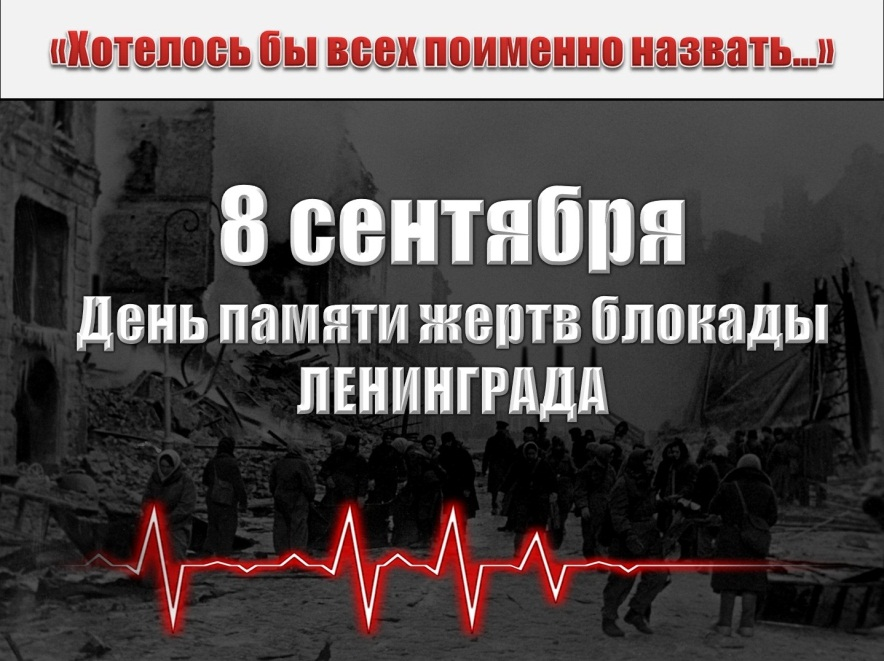 «Хотелось бы всех поименно назвать...»
8 сентября
День памяти жертв блокады
ЛЕНИНГРАДА